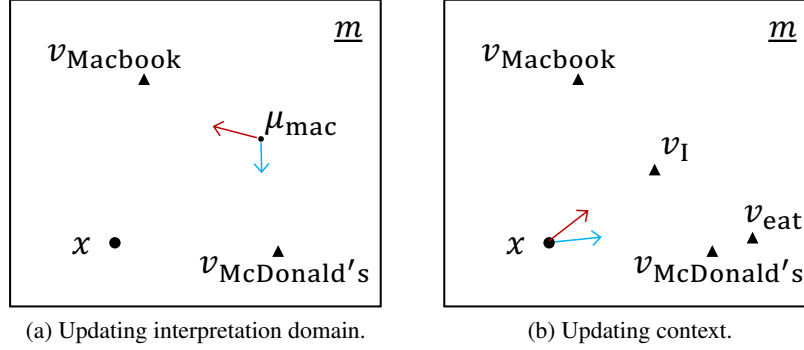 m
v_Macbook
μ_mac
x
v_McDonald's
(a) Updating interpretation domain.
m
v_Macbook
v_I
v_eat
x
v_McDonald's
(b) Updating context.